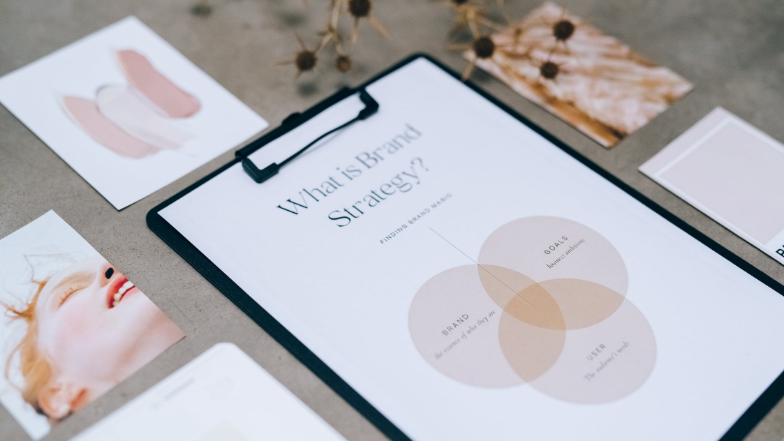 What is Brand
Strategy?
FINDING BRAND MAGIC
GOALS
business ambitions
BRAND
the essence of who they are
USER
The audience's needs